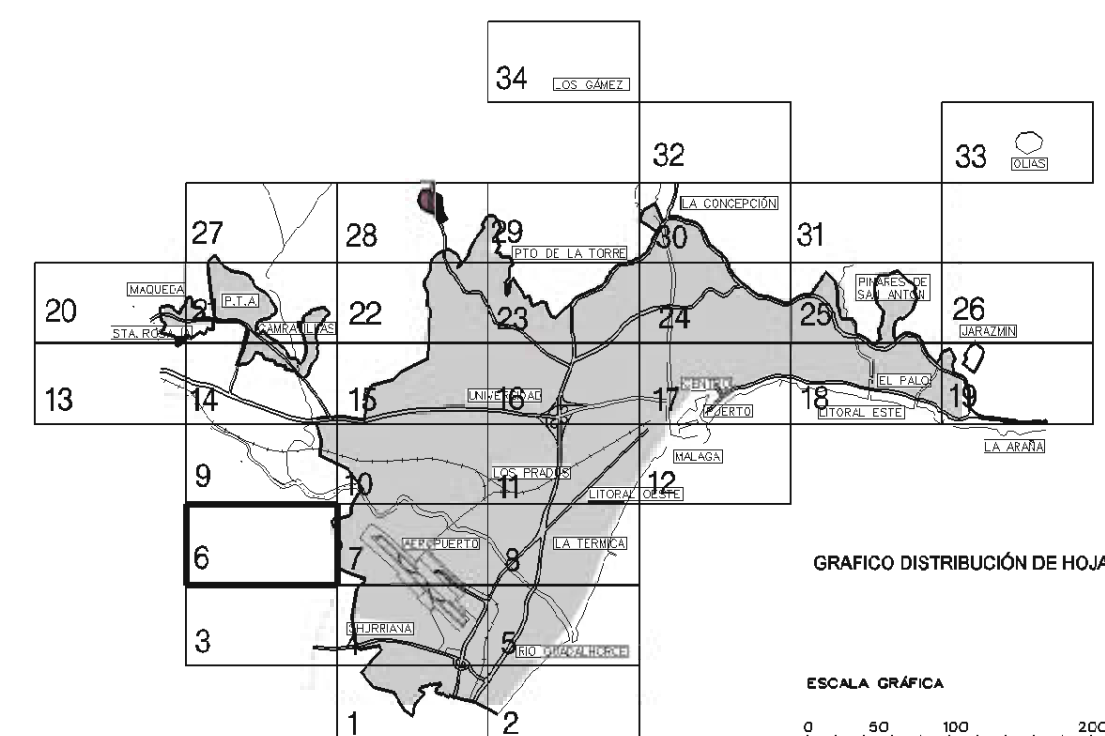 34 LOS GÁMEZ
32
33
OLIAS
LA CONCEPCIÓN
27
28
29
30
31
PTO DE LA TORRE
MAQUEDA
P.T.A.
PINARES DE
SAN ANTON
20
21
22
23
24
25
26
STA. ROSALIA
CAMPANILLAS
JARAZMIN
EL PALO
CENTRO
UNIVERSIDAD
13
14
15
16
17
18
19
PUERTO
LITORAL ESTE
LA ARAÑA
MALAGA
LOS PRADOS
9
10
11
12
LITORAL OESTE
AEROPUERTO
LA TERMICA
6
7
8
GRAFICO DISTRIBUCIÓN DE HOJA
CHURRIANA
3
5
RIO GUADALHORCE
ESCALA GRÁFICA
1
2
0 50 100 200